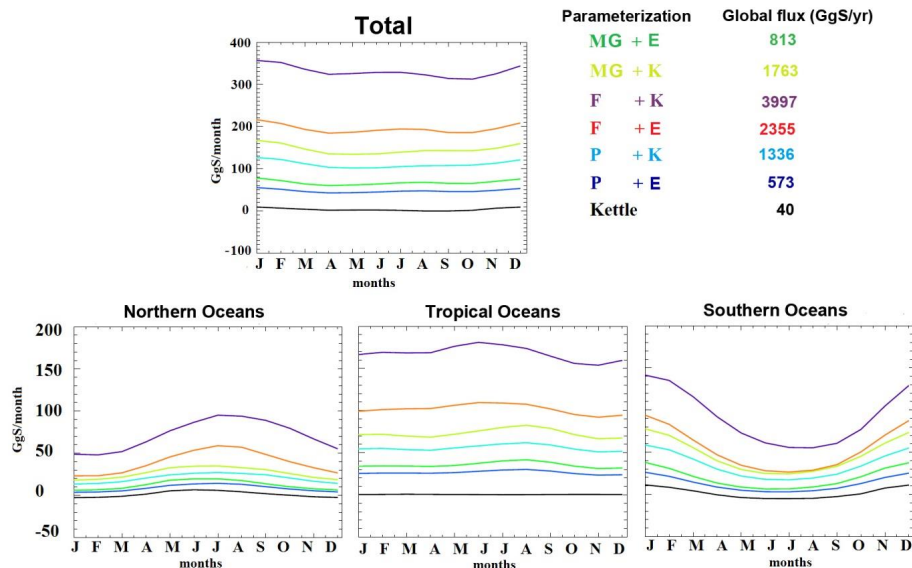 Total
Parameterization Global flux (GgS/yr)
MG + E 813
MG + K 1763
F + K 3997
F + E 2355
P + K 1336
P + E 573
Kettle 40
400
300
200
100
0
-100
GgS/month
J F M A M J J A S O N D
months
Northern Oceans Tropical Oceans Southern Oceans
200
150
100
50
0
-50
GgS/month
J F M A M J J A S O N D J F M A M J J A S O N D J F M A M J J A S O N D
months months months